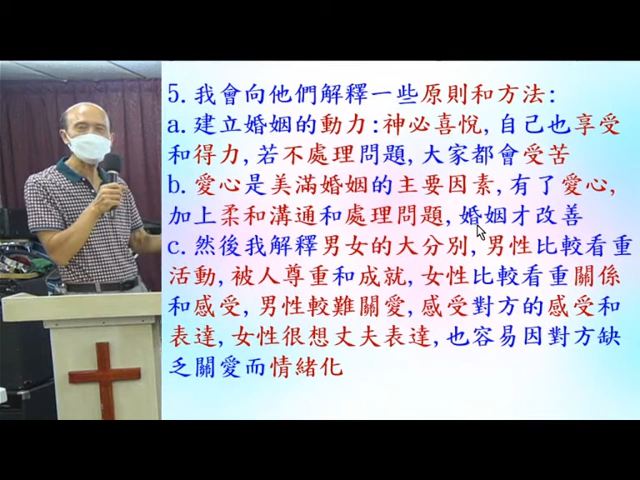 5. 我會向他們解釋一些原則和方法:
a. 建立婚姻的動力:神必喜悅, 自己也享受
和得力, 若不處理問題, 大家都會受苦
b. 愛心是美滿婚姻的主要因素, 有了愛心,
加上柔和溝通和處理問題, 婚姻才改善
c. 然後我解釋男女的大分別, 男性比較看重
活動, 被人尊重和成就, 女性比較看重關係
和感受, 男性較難關愛, 感受對方的感受和
表達, 女性很想丈夫表達, 也容易因對方缺
乏關愛而情緒化